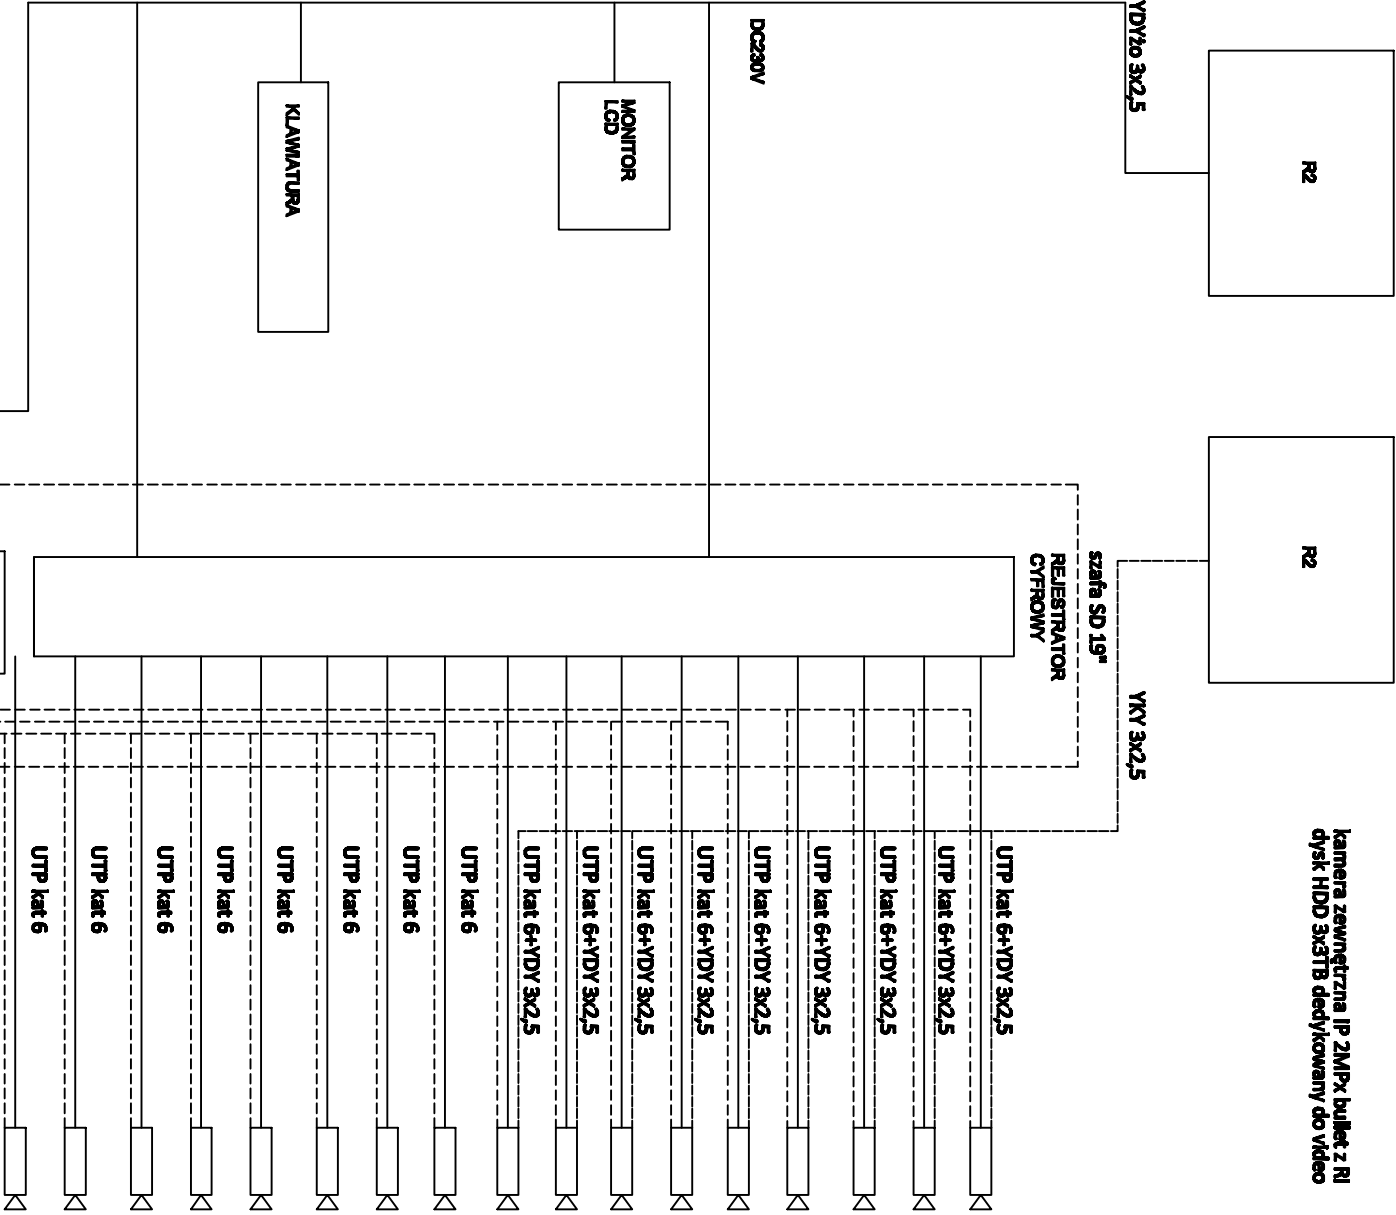 R2
R2
kamera zewnętrzna IP 2MPx bullet z RI
dysk HDD 3x3TB dedykowany do video
YDYżo 3x2,5
YKY 3x2,5
szafa SD 19"
REJESTRATOR
CYFROWY
DC230V
MONITOR
LCD
KLAWIATURA
UTP kat 6+YDY 3x2,5
UTP kat 6+YDY 3x2,5
UTP kat 6+YDY 3x2,5
UTP kat 6+YDY 3x2,5
UTP kat 6+YDY 3x2,5
UTP kat 6+YDY 3x2,5
UTP kat 6+YDY 3x2,5
UTP kat 6+YDY 3x2,5
UTP kat 6+YDY 3x2,5
UTP kat 6
UTP kat 6
UTP kat 6
UTP kat 6
UTP kat 6
UTP kat 6
UTP kat 6
UTP kat 6